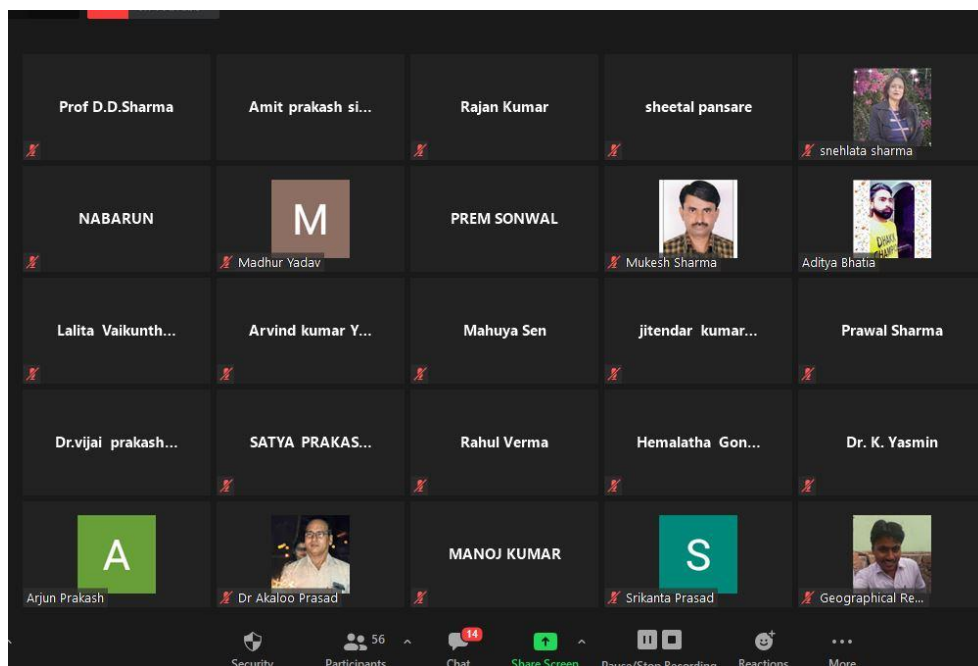 Prof D.D.Sharma
Amit prakash si...
Rajan Kumar
sheetal pansare
snehlata sharma
NABARUN
M
Madhur Yadav
PREM SONWAL
Mukesh Sharma
DHAKK
CHAMP
Aditya Bhatia
Lalita Vaikunth...
Arvind kumar Y...
Mahuya Sen
jitendar kumar...
Prawal Sharma
Dr.vijai prakash...
SATYA PRAKAS...
Rahul Verma
Hemalatha Gon...
Dr. K. Yasmin
A
Arjun Prakash
Dr Akaloo Prasad
MANOJ KUMAR
S
Srikanta Prasad
Geographical Re...
56
14
Security
Participants
Chat
Share Screen
Pause/Stop Recording
Reactions
More